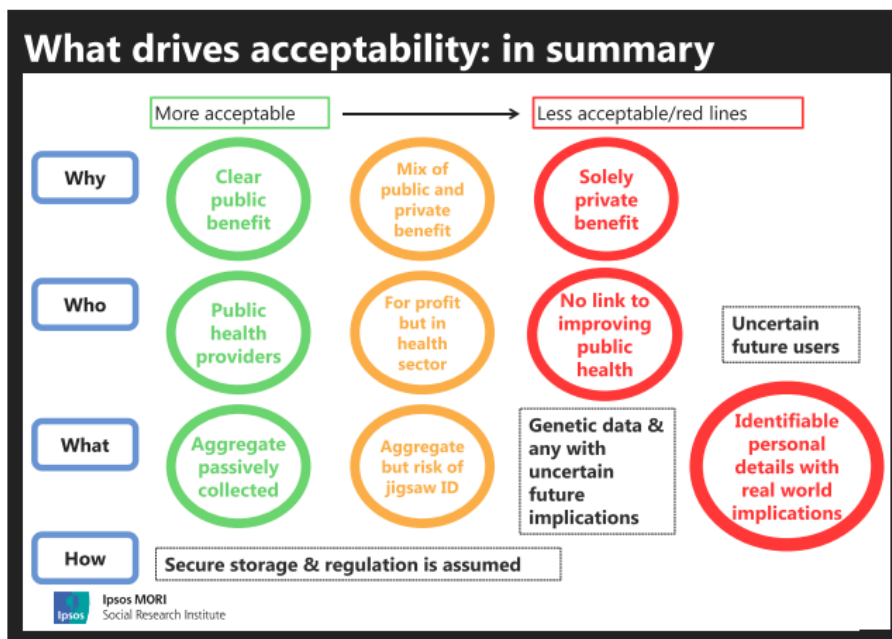 What drives acceptability: in summary
More acceptable
Less acceptable/red lines
Why
Clear
public
benefit
Mix of
public and
private
benefit
Solely
private
benefit
Who
Public
health
providers
For profit
but in
health
sector
No link to
improving
public
health
Uncertain
future users
What
Aggregate
passively
collected
Aggregate
but risk of
jigsaw ID
Genetic data &
any with
uncertain
future
implications
Identifiable
personal
details with
real world
implications
How
Secure storage & regulation is assumed
Ipsos
Ipsos MORI
Social Research Institute